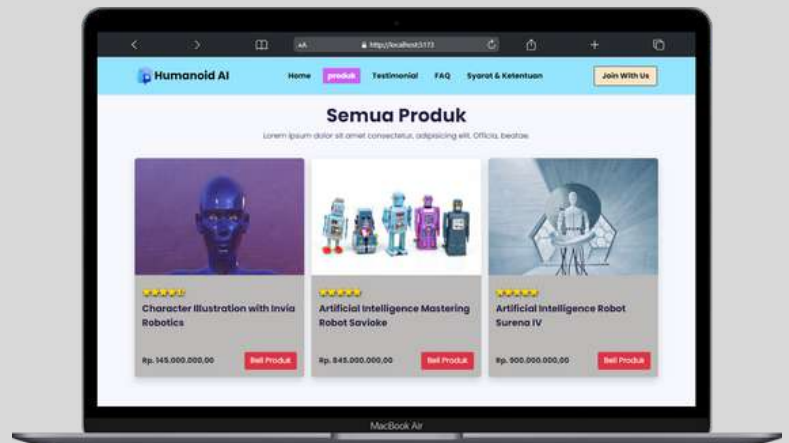 http://localhost:5173
Humanoid AI
Home
produk
Testimonial
FAQ
Syarat & Ketentuan
Join With Us
Semua Produk
Lorem ipsum dolor sit amet consectetur, adipisicing elit. Officia, beatae.
Character Illustration with Invia
Robotics
Rp. 145.000.000,00
Beli Produk
Artificial Intelligence Mastering
Robot Savioke
Rp. 845.000.000,00
Beli Produk
Artificial Intelligence Robot
Surena IV
Rp. 900.000.000,00
Beli Produk
MacBook Air